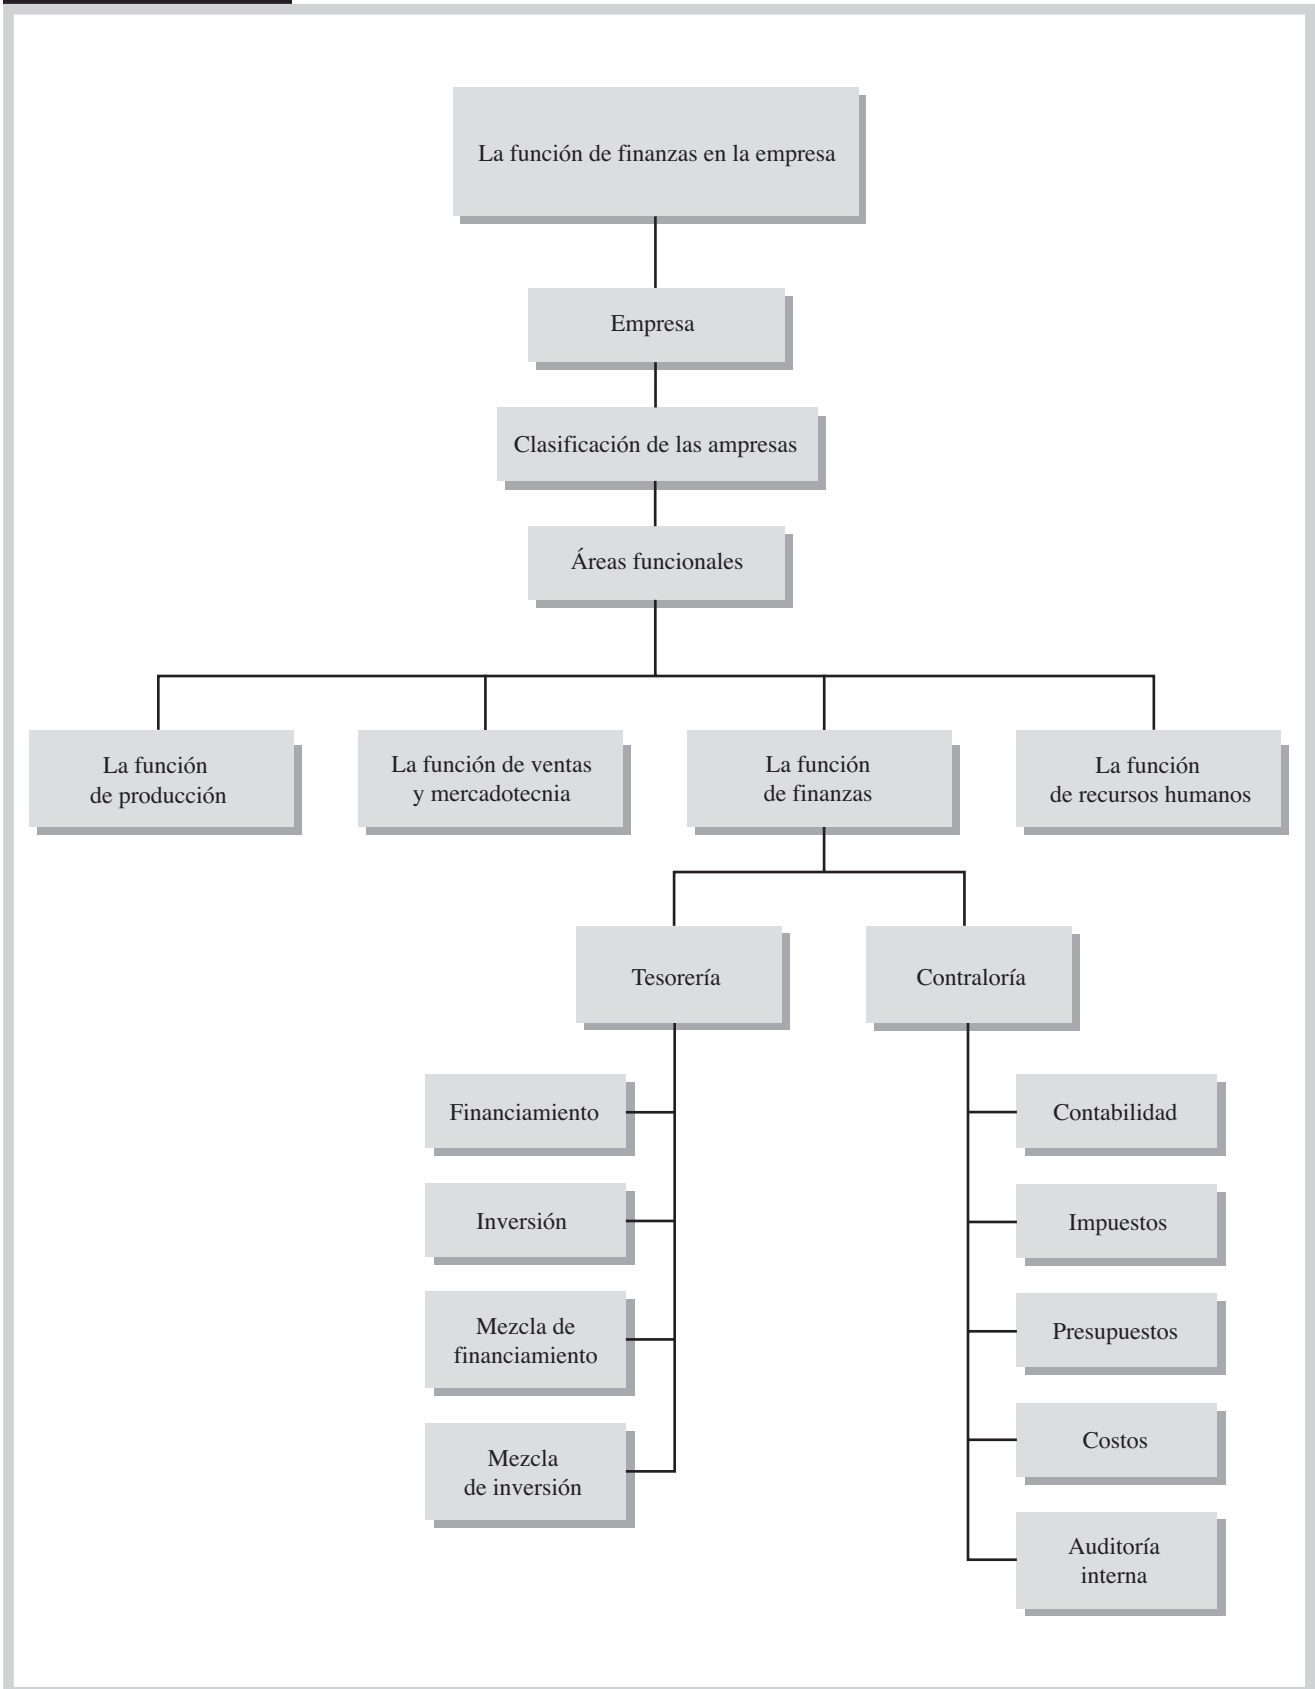 La función de finanzas en la empresa
Empresa
Clasificación de las ampresas
Áreas funcionales
La función
de producción
La función de ventas
y mercadotecnia
La función
de finanzas
La función
de recursos humanos
Tesorería
Contraloría
Financiamiento
Inversión
Mezcla de
financiamiento
Mezcla
de inversión
Contabilidad
Impuestos
Presupuestos
Costos
Auditoría
interna